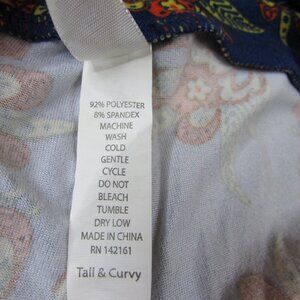 92% POLYESTER
8% SPANDEX
MACHINE
WASH
COLD
GENTLE
CYCLE
DO NOT
BLEACH
TUMBLE
DRY LOW
MADE IN CHINA
RN 142161
Tall & Curvy